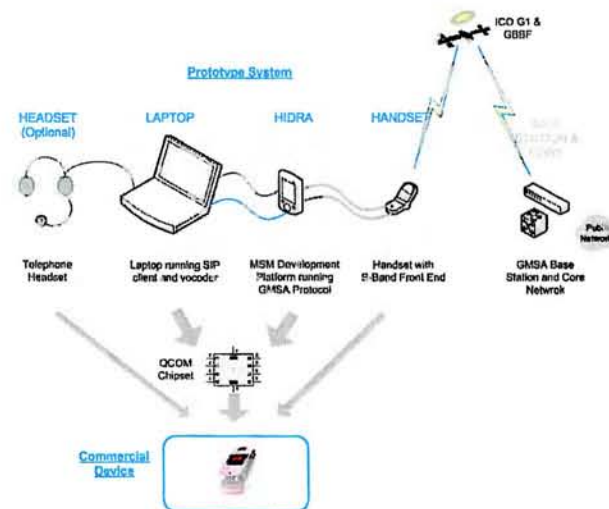 ICO G1 &
GBBF
Prototype System
HEADSET
(Optional)
LAPTOP
HIDRA
HANDSET
Public
Network
Telephone
Headset
Laptop running SIP
client and vocoder
MSM Development
Platform running
GMSA Protocol
Handset with
S-Band Front End
GMSA Base
Station and Core
Network
QCOM
Chipset
Commercial
Device